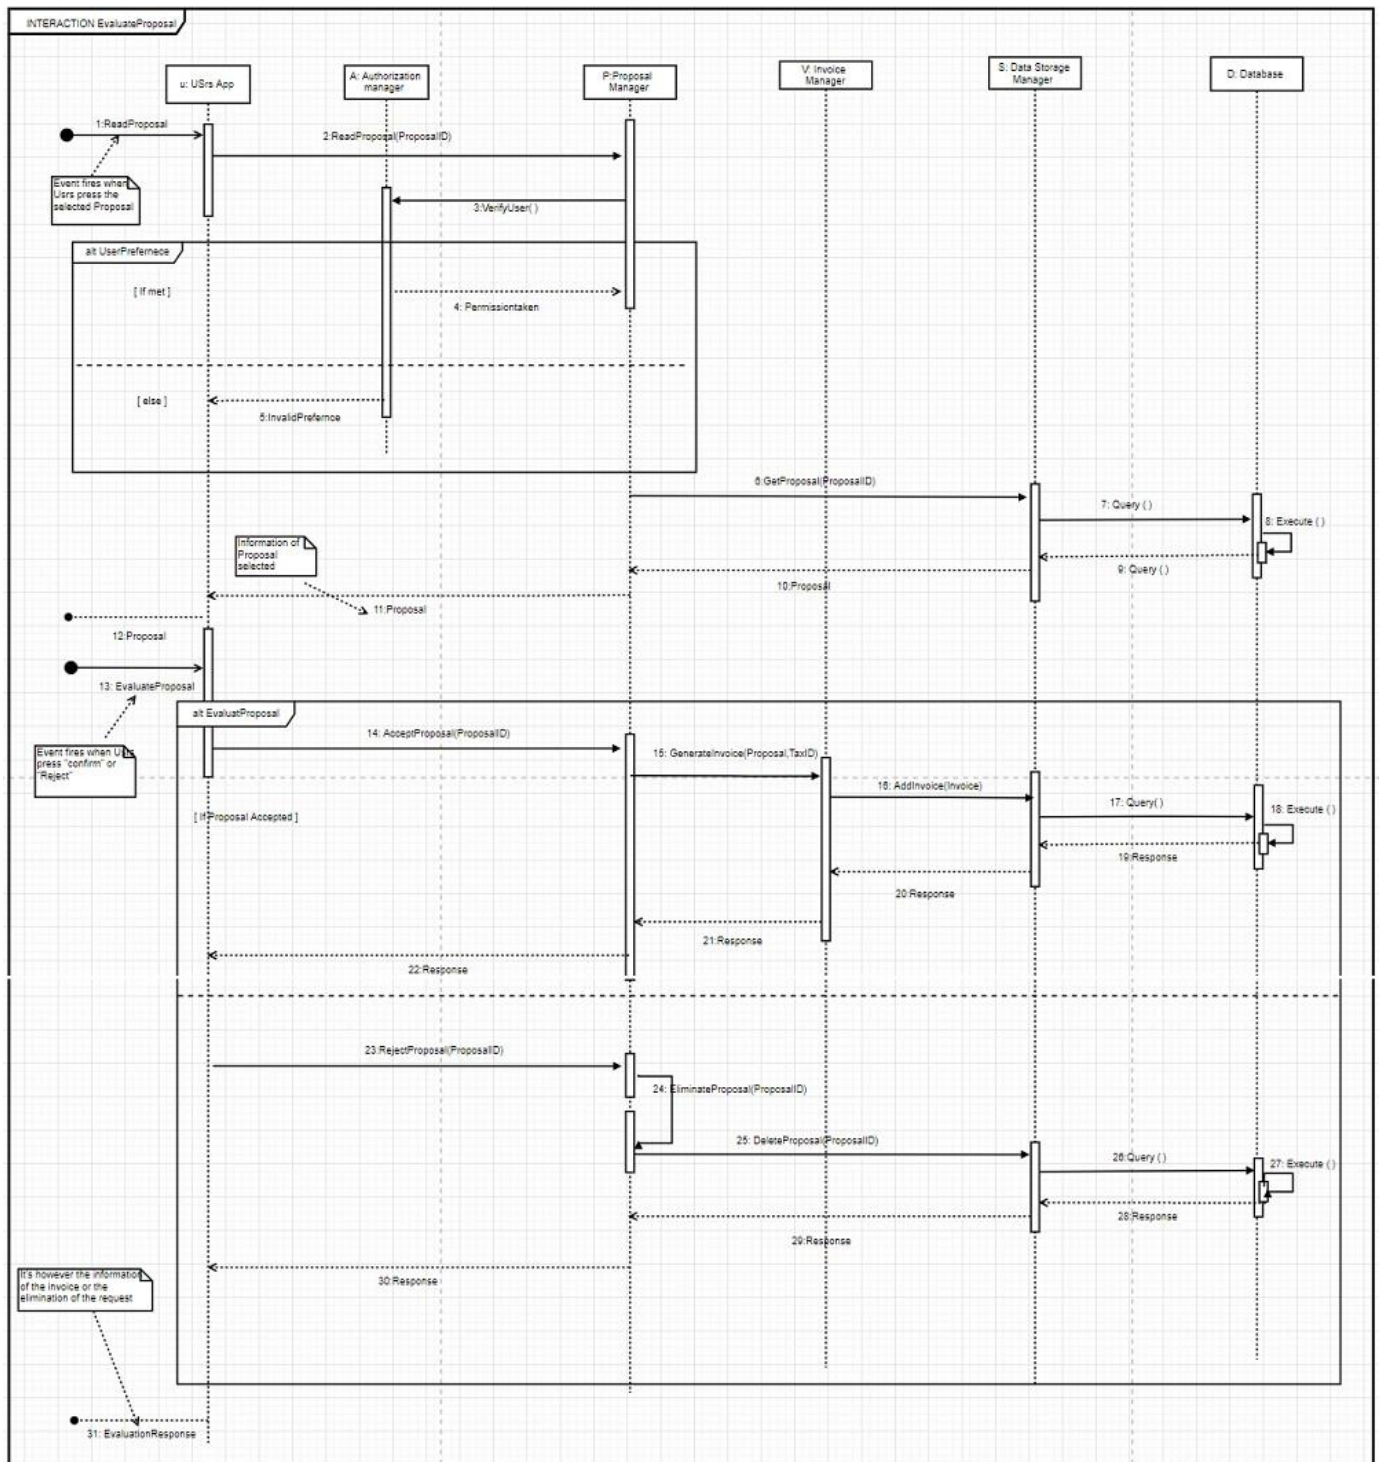 INTERACTION EvaluateProposal
u: USrs App
A: Authorization
manager
P:Proposal
Manager
V: Invoice
Manager
S: Data Storage
Manager
D: Database
1:ReadProposal
2:ReadProposal(ProposalID)
Event fires when
Usrs press the
selected Proposal
3:VerifyUser( )
alt UserPrefernece
[ If met ]
4: Permissiontaken
[ else ]
5:InvalidPrefernce
6:GetProposal(ProposalID)
7: Query ( )
8: Execute ( )
9: Query ( )
Information of
Proposal
selected
10:Proposal
11:Proposal
12:Proposal
13: EvaluateProposal
alt EvaluatProposal
14: AcceptProposal(ProposalID)
Event fires when Usrs
press "confirm" or
"Reject"
15: GenerateInvoice(Proposal,TaxID)
16: AddInvoice(Invoice)
17: Query( )
18: Execute ( )
[ If Proposal Accepted ]
19:Response
20:Response
21:Response
22:Response
23:RejectProposal(ProposalID)
24: EliminateProposal(ProposalID)
25: DeleteProposal(ProposalID)
26:Query ( )
27: Execute ( )
28:Response
29:Response
30:Response
It's however the information
of the invoice or the
elimination of the request
31: EvaluationResponse